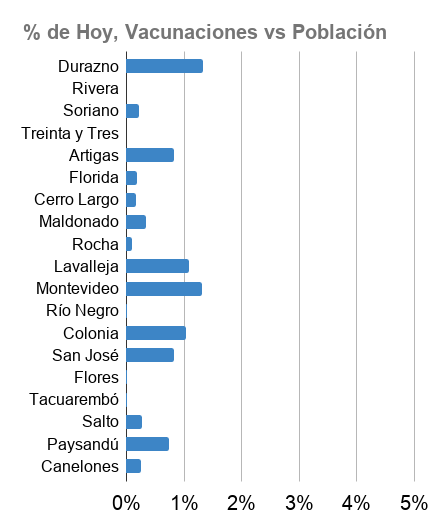 % de Hoy, Vacunaciones vs Población
Durazno
Rivera
Soriano
Treinta y Tres
Artigas
Florida
Cerro Largo
Maldonado
Rocha
Lavalleja
Montevideo
Río Negro
Colonia
San José
Flores
Tacuarembó
Salto
Paysandú
Canelones
0% 1% 2% 3% 4% 5%